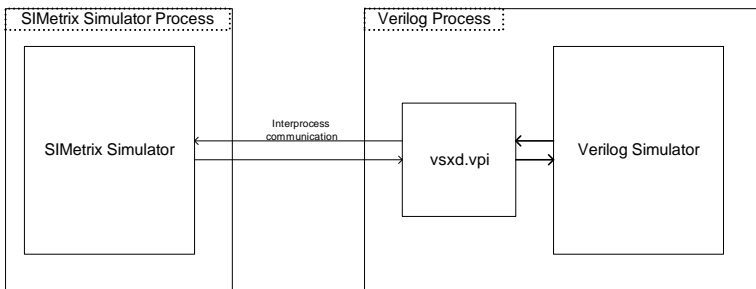 SIMetrix Simulator Process
Verilog Process
Interprocess
communication
SIMetrix Simulator
vsxd.vpi
Verilog Simulator